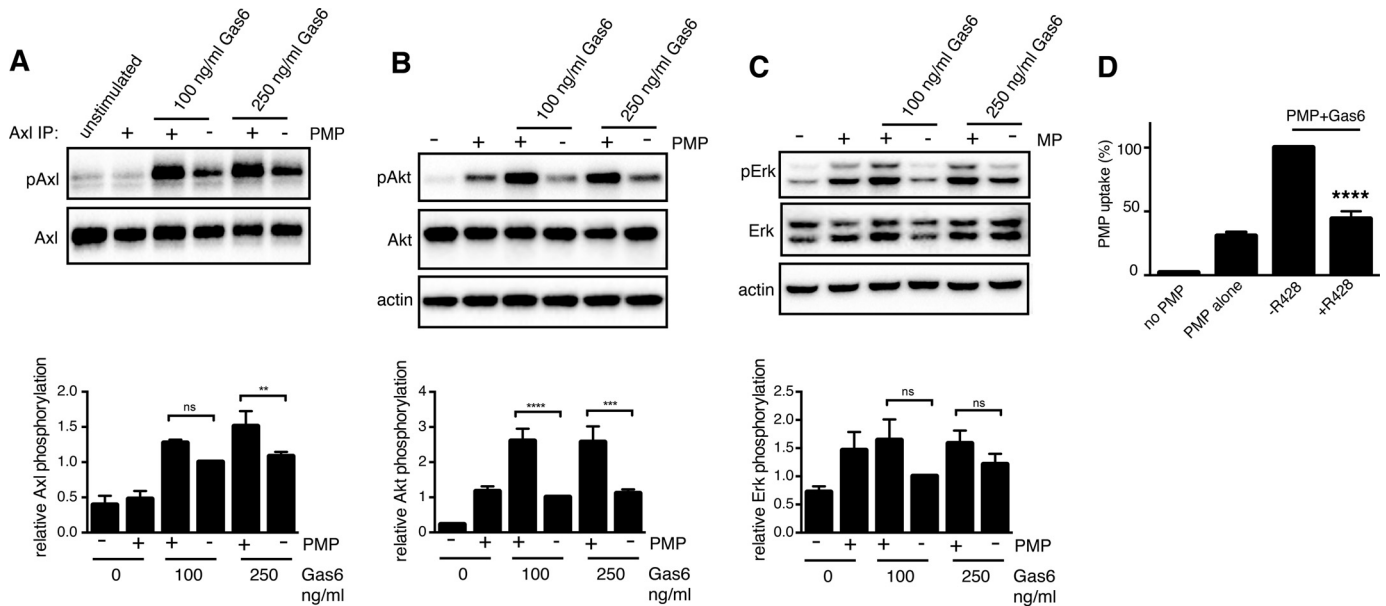 A
unstimulated
100 ng/ml Gas6
250 ng/ml Gas6
Axl IP: + + - + - PMP
pAxl
Axl
relative Axl phosphorylation
2.0
1.5
1.0
0.5
0.0
ns
**
- + + - + - PMP
0 100 250 Gas6
ng/ml
B
100 ng/ml Gas6
250 ng/ml Gas6
- + + - + - PMP
pAkt
Akt
actin
relative Akt phosphorylation
4
3
2
1
0
****
***
- + + - + - PMP
0 100 250 Gas6
ng/ml
C
100 ng/ml Gas6
250 ng/ml Gas6
- + + - + - MP
pErk
Erk
actin
relative Erk phosphorylation
2.5
2.0
1.5
1.0
0.5
0.0
ns
ns
- + + - + - PMP
0 100 250 Gas6
ng/ml
D
PMP+Gas6
PMP uptake (%)
100
50
0
****
no PMP
PMP alone
-R428
+R428